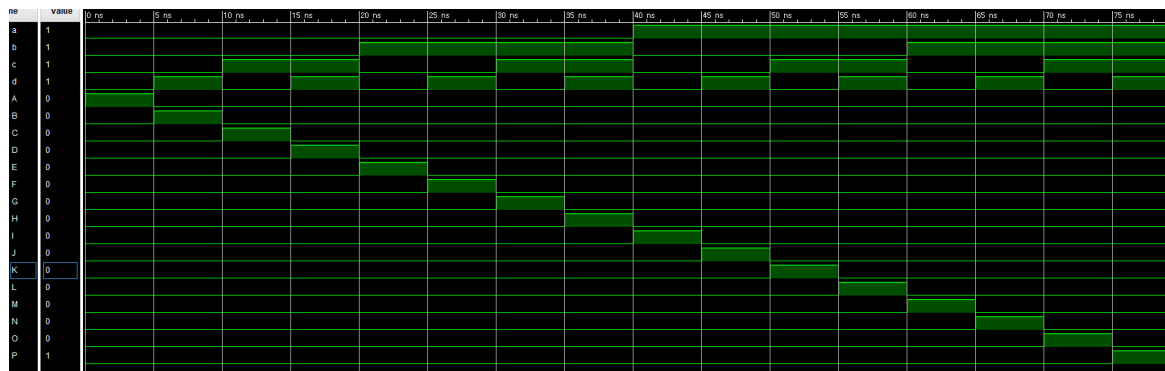 ne Value 0 ns 5 ns 10 ns 15 ns 20 ns 25 ns 30 ns 35 ns 40 ns 45 ns 50 ns 55 ns 60 ns 65 ns 70 ns 75 ns
a 1
b 1
c 1
d 1
A 0
B 0
C 0
D 0
E 0
F 0
G 0
H 0
I 0
J 0
K 0
L 0
M 0
N 0
O 0
P 1